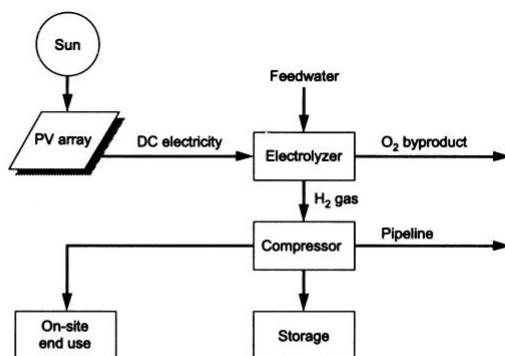 Sun
Feedwater
PV array
DC electricity
Electrolyzer
O₂ byproduct
H₂ gas
Compressor
Pipeline
On-site
end use
Storage